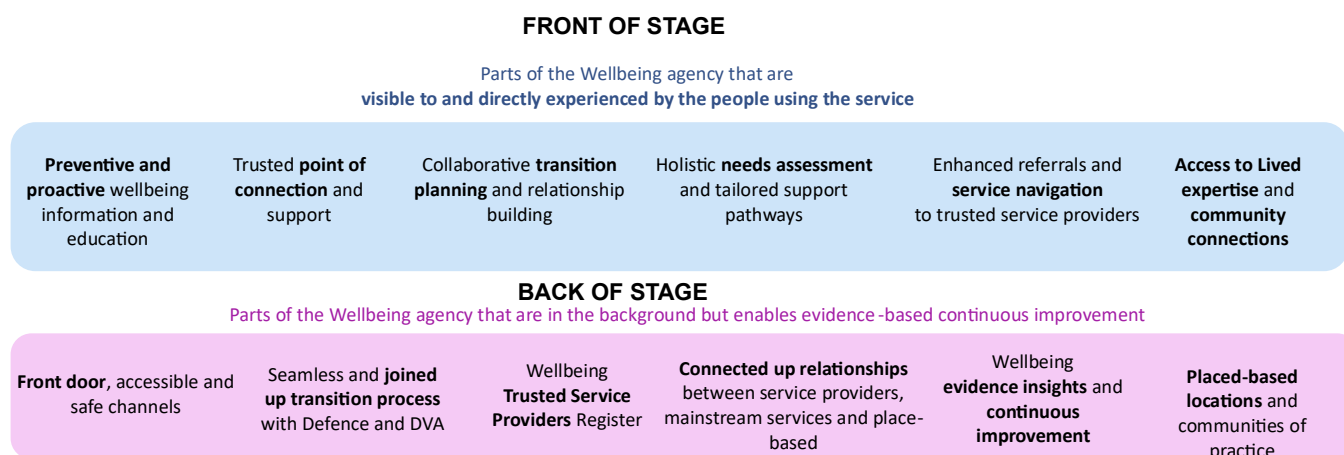 FRONT OF STAGE
Parts of the Wellbeing agency that are
visible to and directly experienced by the people using the service
Preventive and
proactive wellbeing
information and
education
Trusted point of
connection and
support
Collaborative transition
planning and relationship
building
Holistic needs assessment
and tailored support
pathways
Enhanced referrals and
service navigation
to trusted service providers
Access to Lived
expertise and
community
connections
BACK OF STAGE
Parts of the Wellbeing agency that are in the background but enables evidence-based continuous improvement
Front door, accessible and
safe channels
Seamless and joined
up transition process
with Defence and DVA
Wellbeing
Trusted Service
Providers Register
Connected up relationships
between service providers,
mainstream services and place-
based
Wellbeing
evidence insights and
continuous
improvement
Placed-based
locations and
communities of
practice